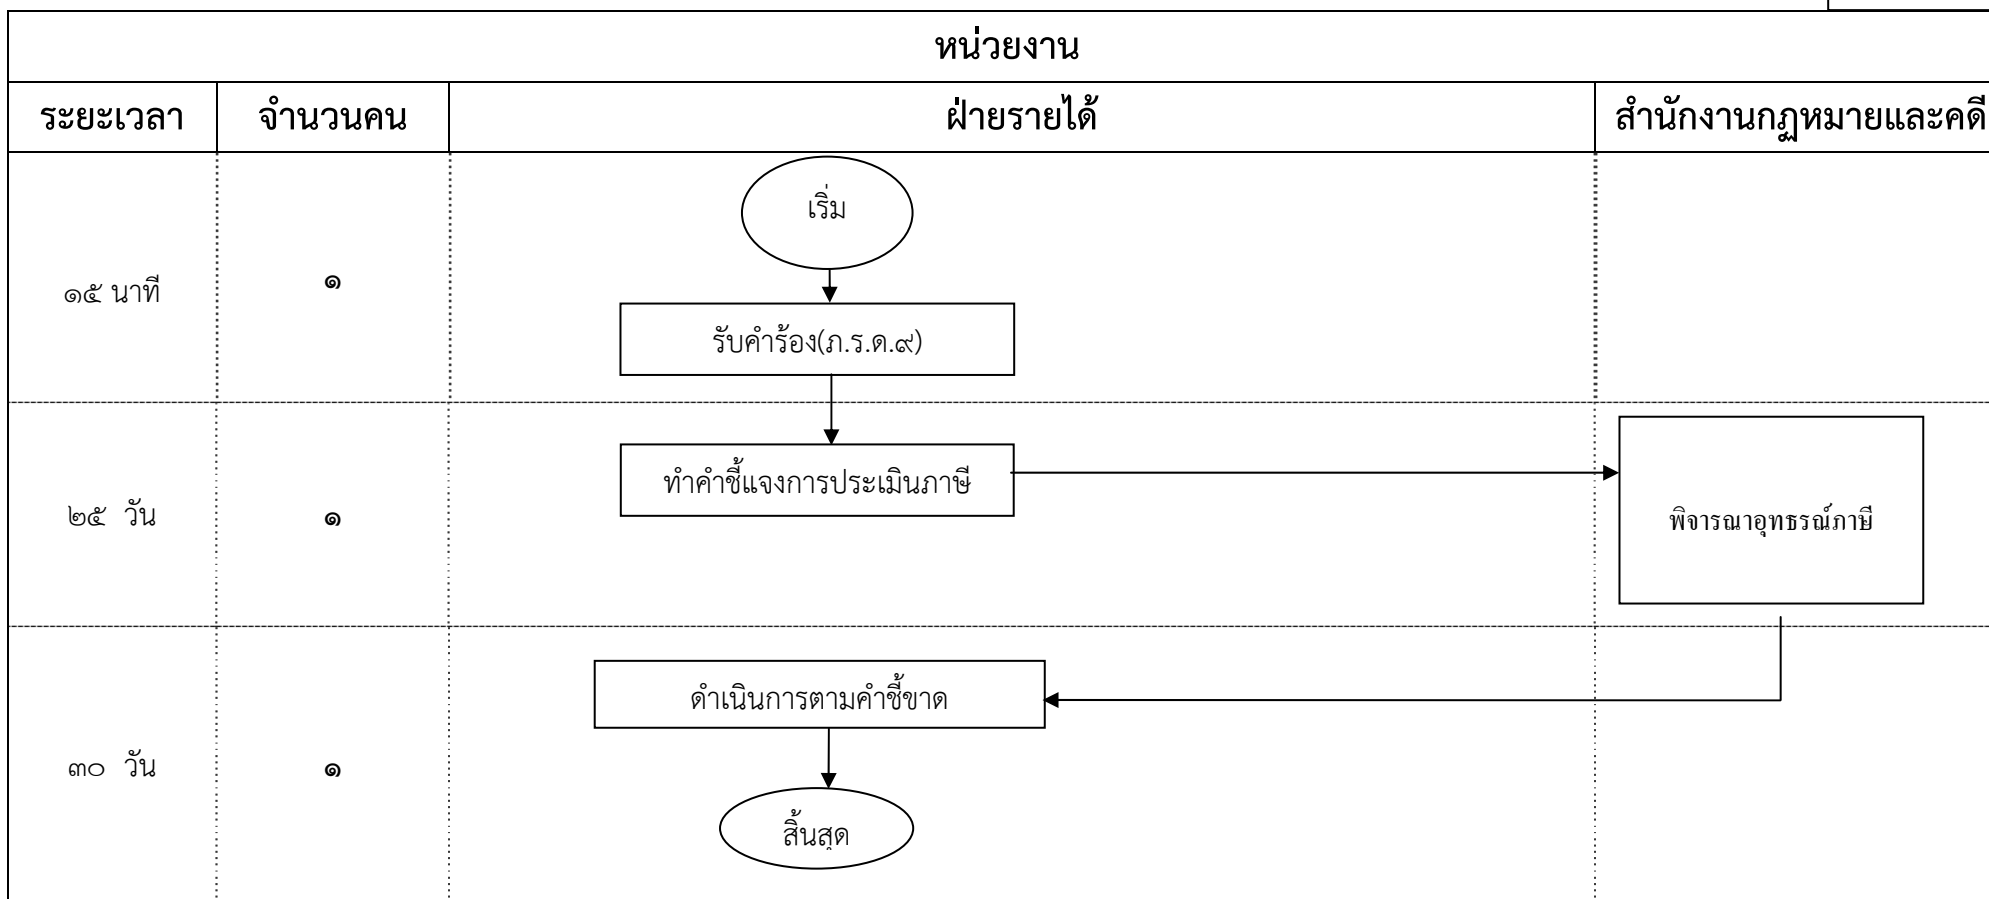 หน่วยงาน
ระยะเวลา จำนวนคน ฝ่ายรายได้ สำนักงานกฎหมายและคดี
เริ่ม
๑๕ นาที ๑
รับคำร้อง(ภ.ร.ด.๙)
ทำคำชี้แจงการประเมินภาษี
๒๕ วัน ๑ พิจารณาอุทธรณ์ภาษี
ดำเนินการตามคำชี้ขาด
๓๐ วัน ๑
สิ้นสุด